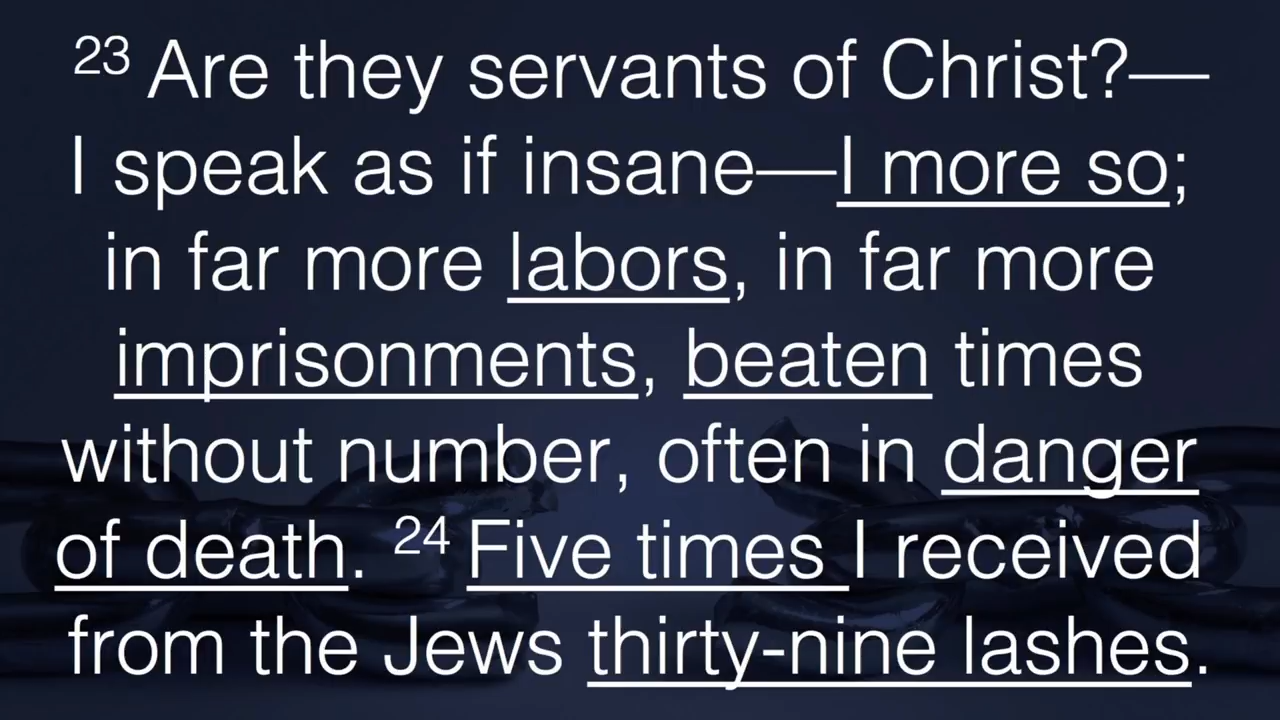 23 Are they servants of Christ?—
I speak as if insane—I more so;
in far more labors, in far more
imprisonments, beaten times
without number, often in danger
of death. 24 Five times I received
from the Jews thirty-nine lashes.